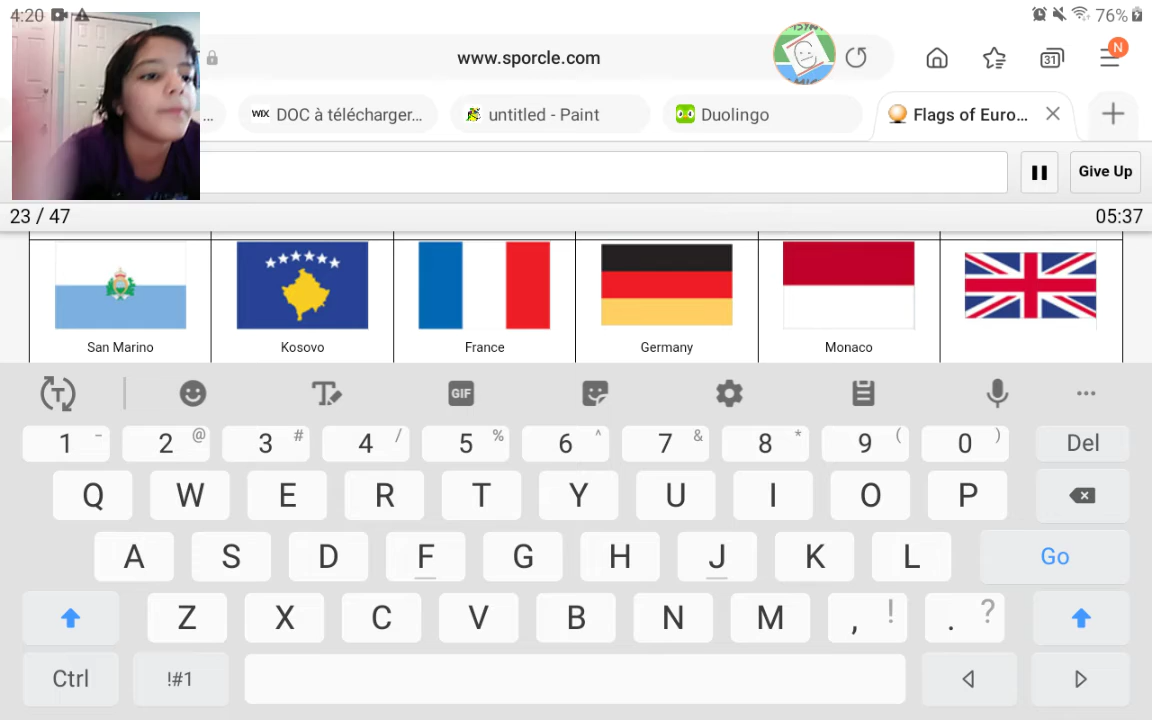 4:20 76%
www.sporcle.com 31 N
... WIX DOC à télécharger... untitled - Paint Duolingo Flags of Euro...
Give Up
23 / 47 05:37
San Marino Kosovo France Germany Monaco
T GIF T ...
1 - 2 @ 3 # 4 / 5 % 6 ^ 7 & 8 * 9 ( 0 ) Del
Q W E R T Y U I O P
A S D F G H J K L Go
Z X C V B N M , ! . ?
Ctrl !#1